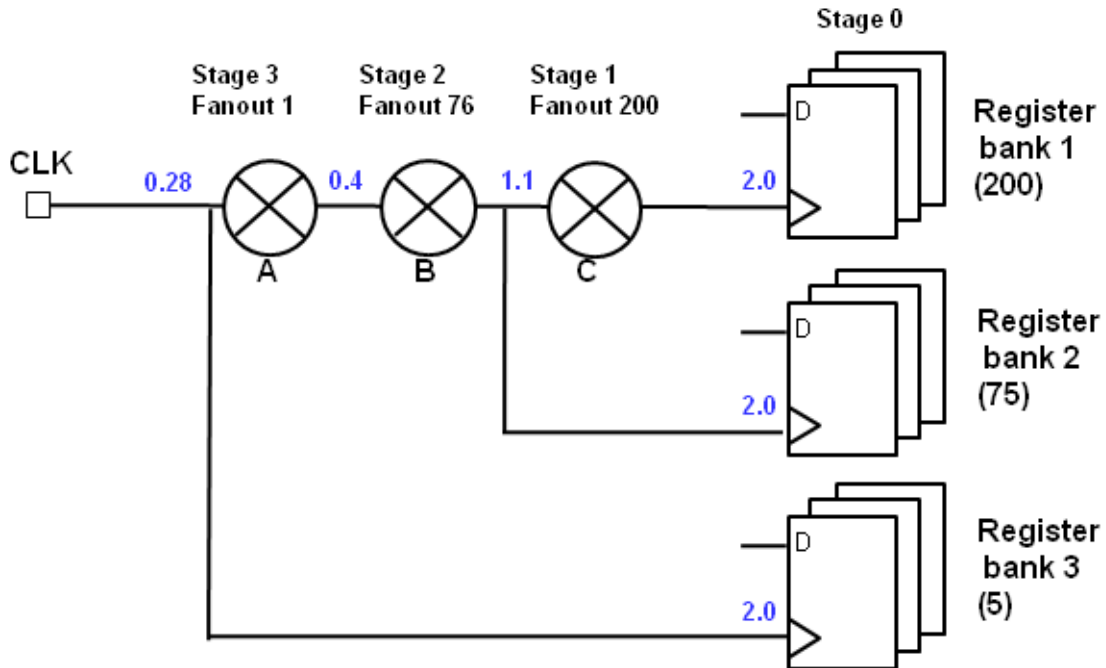 Stage 0
Stage 3
Fanout 1
Stage 2
Fanout 76
Stage 1
Fanout 200
CLK
0.28
0.4
1.1
2.0
A
B
C
D
Register
bank 1
(200)
D
2.0
Register
bank 2
(75)
D
2.0
Register
bank 3
(5)